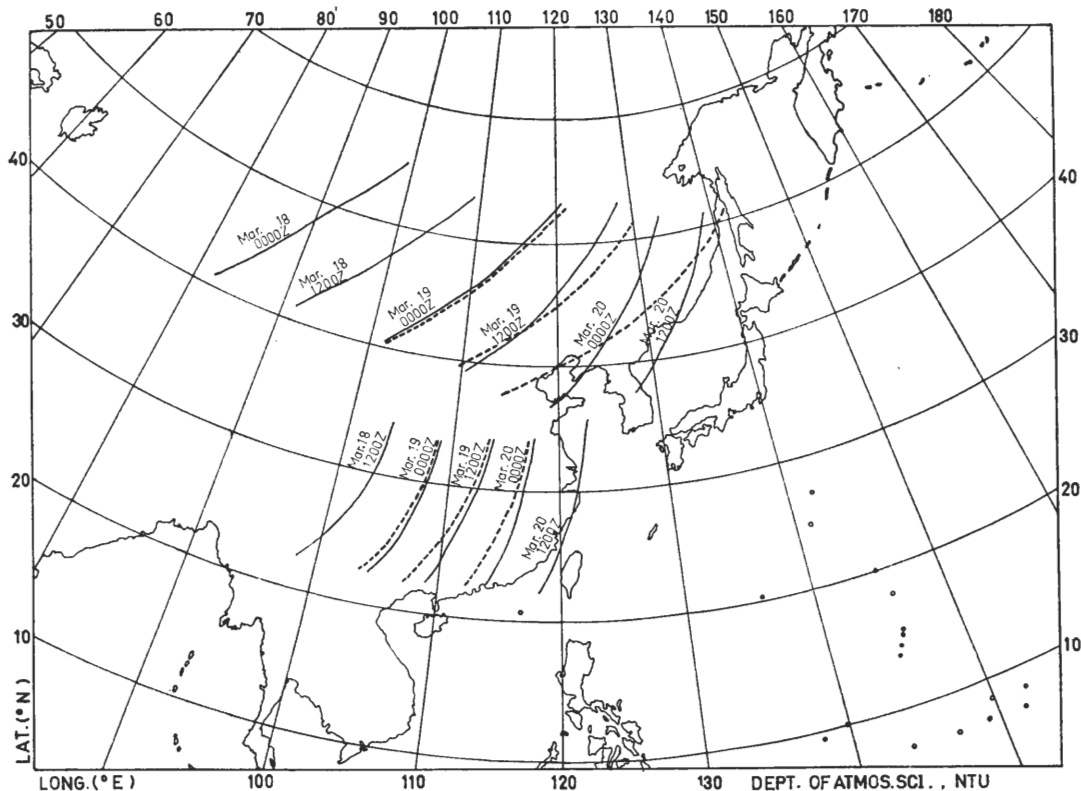 50 60 70 80' 90 100 110 120 130 140 150 160 170 180
40
40
30
30
20
20
10
10
Mar. 18
0000Z
Mar. 18
1200Z
Mar. 19
0000Z
Mar. 19
1200Z
Mar. 20
0000Z
Mar. 20
1200Z
Mar.18
1200Z
Mar. 19
0000Z
Mar. 19
1200Z
Mar. 20
0000Z
Mar. 20
1200Z
LAT.(°N)
LONG.(°E) 100 110 120 130 DEPT. OF ATMOS.SCI. , NTU